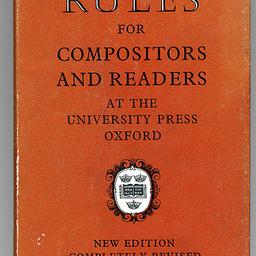 RULES
FOR
COMPOSITORS
AND READERS
AT THE
UNIVERSITY PRESS
OXFORD
NEW EDITION
COMPLETELY REVISED